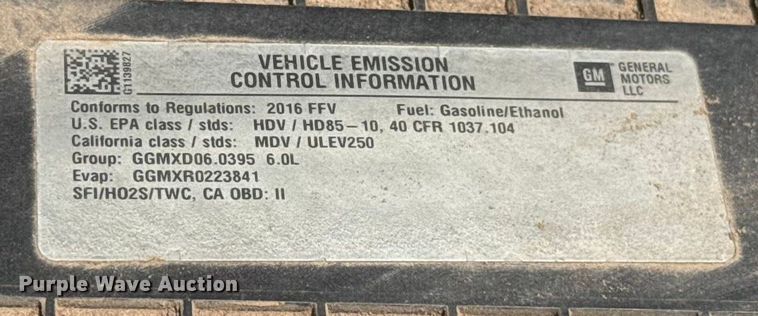 G1139827
VEHICLE EMISSION
CONTROL INFORMATION
GM
GENERAL
MOTORS
LLC
Conforms to Regulations: 2016 FFV Fuel: Gasoline/Ethanol
U.S. EPA class / stds: HDV / HD85-10, 40 CFR 1037.104
California class / stds: MDV / ULEV250
Group: GGMXD06.0395 6.0L
Evap: GGMXR0223841
SFI/HO2S/TWC, CA OBD: II
Purple Wave Auction